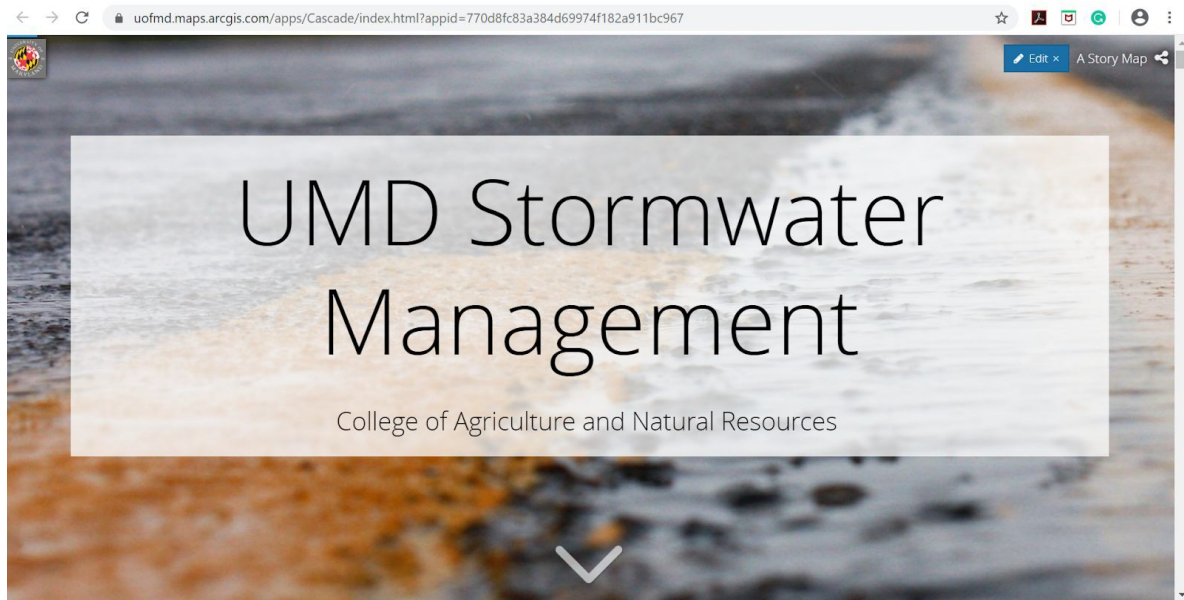 uofmd.maps.arcgis.com/apps/Cascade/index.html?appid=770d8fc83a384d69974f182a911bc967
Edit × A Story Map
UMD Stormwater
Management
College of Agriculture and Natural Resources